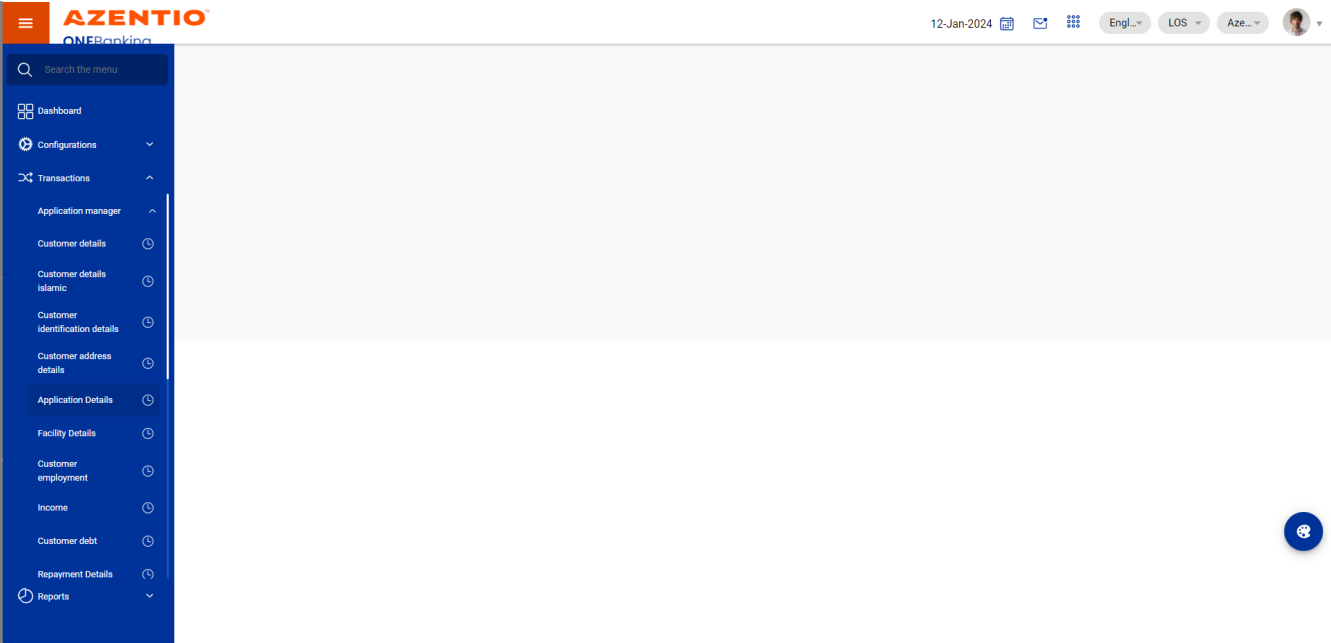 AZENTIO™
ONEBanking
12-Jan-2024
Engl...
LOS
Aze...
Search the menu
Dashboard
Configurations
Transactions
Application manager
Customer details
Customer details
islamic
Customer
identification details
Customer address
details
Application Details
Facility Details
Customer
employment
Income
Customer debt
Repayment Details
Reports